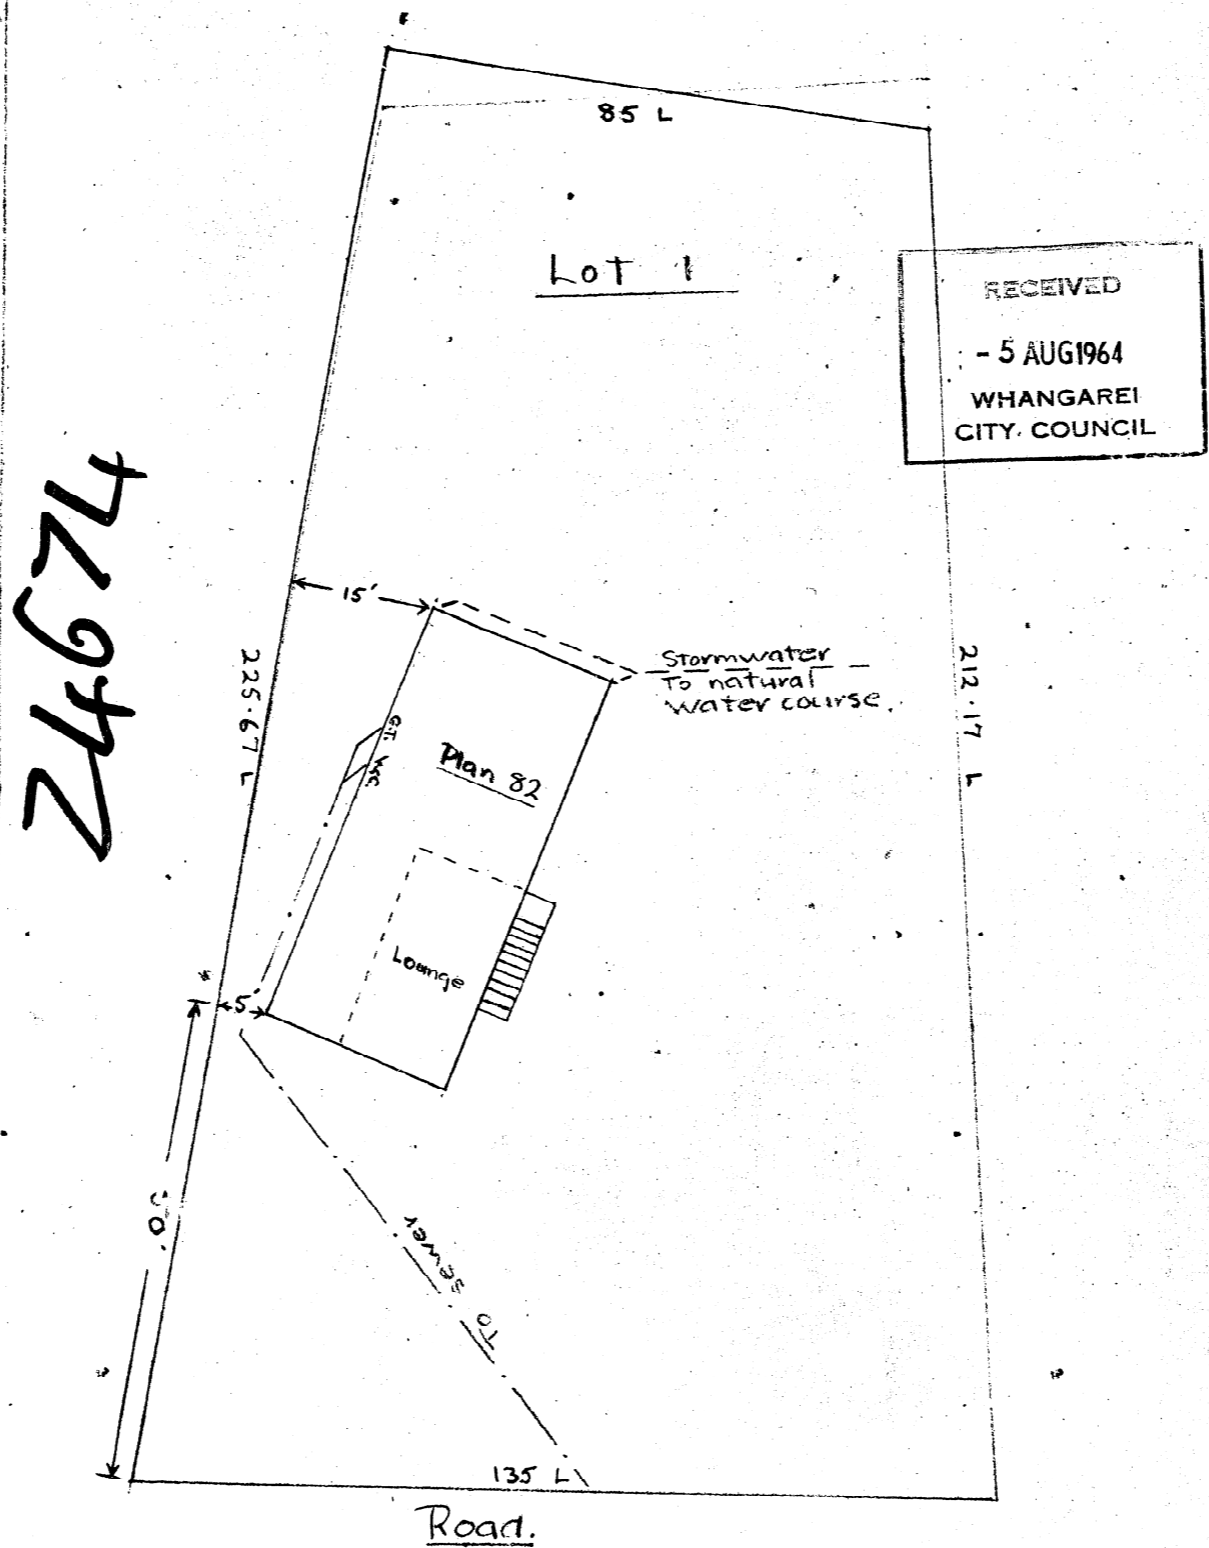 85 L
Lot 1
RECEIVED
- 5 AUG 1964
WHANGAREI
CITY COUNCIL
24674
15'
225.67 L
Stormwater
To natural
water course.
212.17 L
G.T.
Plan 82
Lounge
5'
To sewer
135 L
Road.